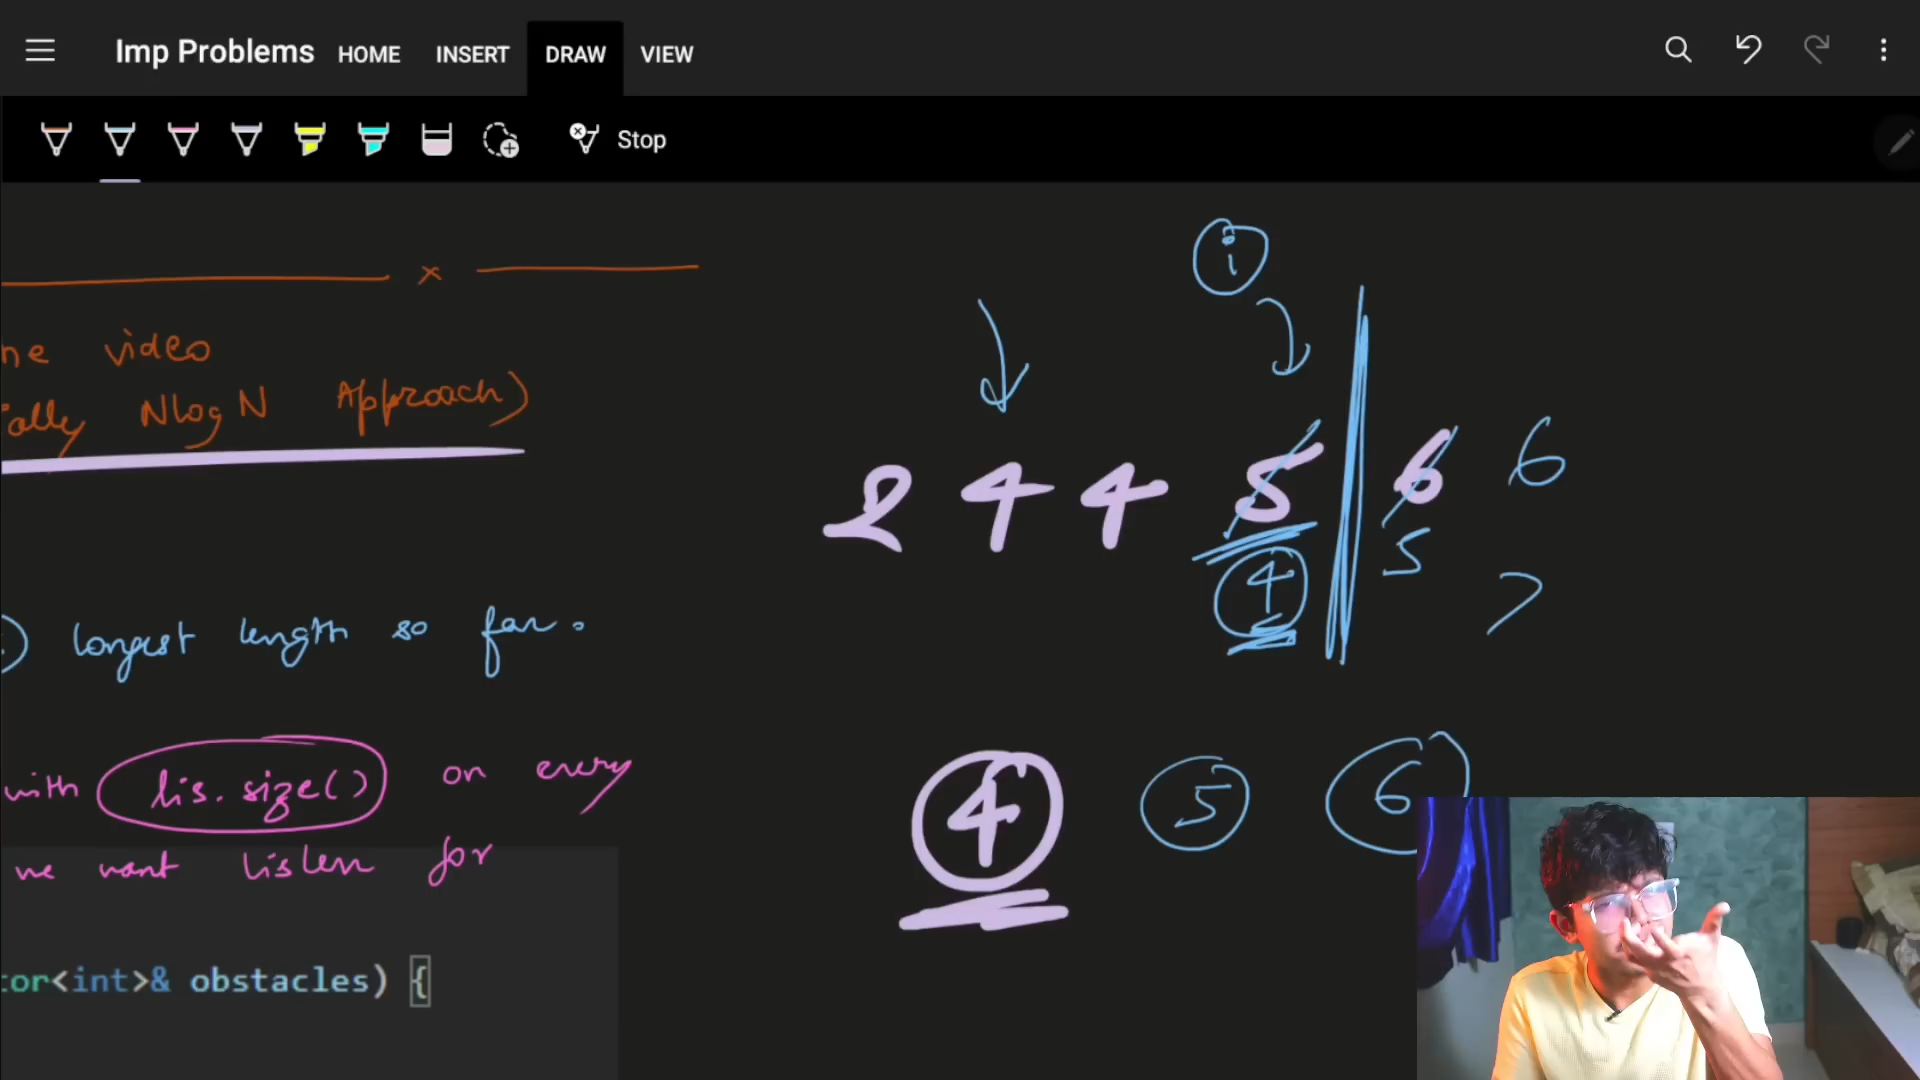 Imp Problems HOME INSERT DRAW VIEW
Stop
x
ne video
ally NlogN Approach)
) longest length so far.
with lis.size() on every
we want lislen for
tor<int>& obstacles) {
i
2 4 4 5 6 6
4 5 7
4 5 6